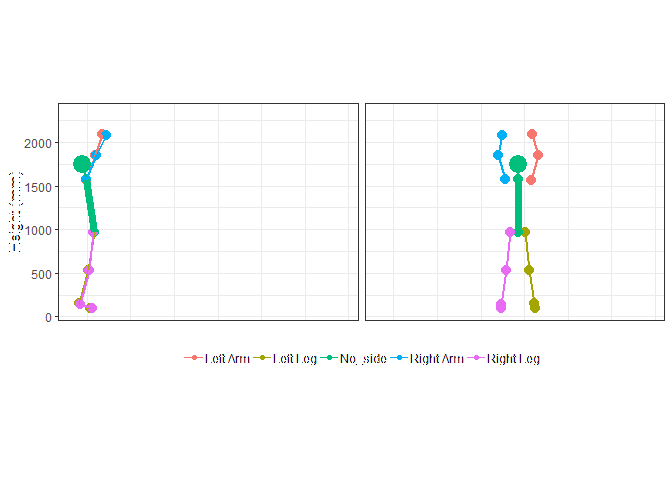 2000
1500
1000
500
0
Left Arm
Left Leg
No_side
Right Arm
Right Leg